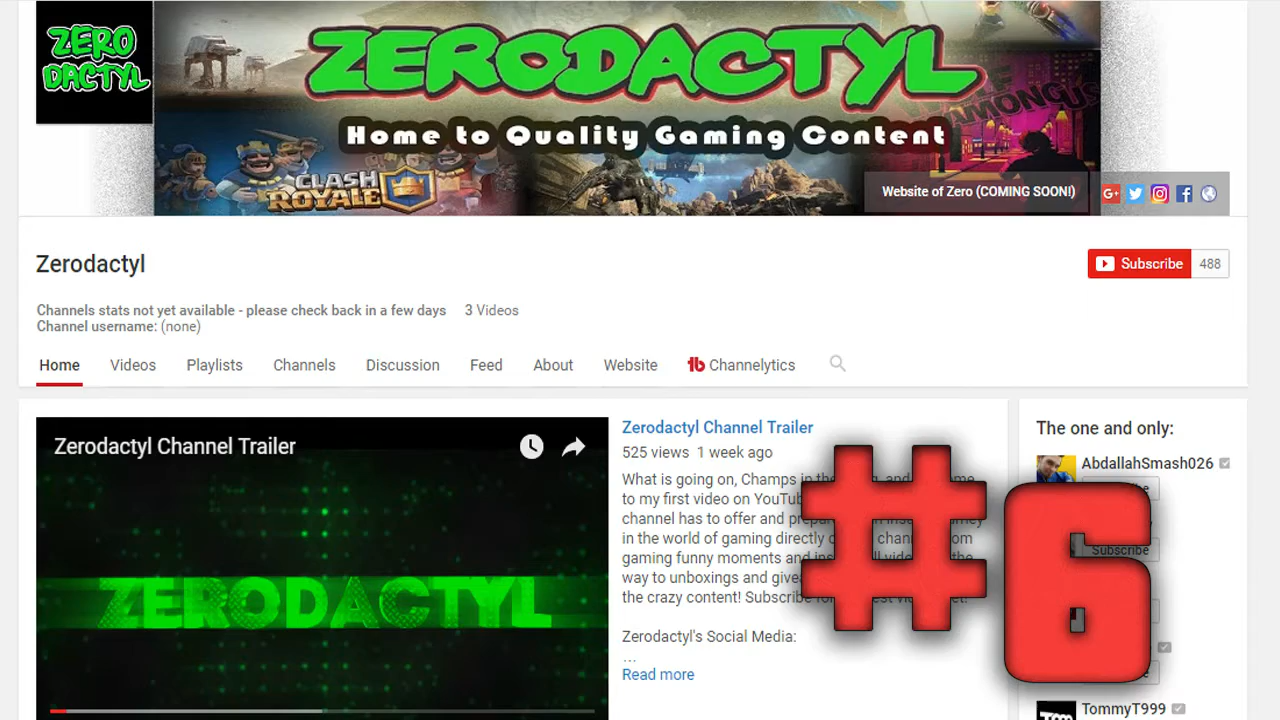 ZERO
DACTYL
ZERODACTYL
Home to Quality Gaming Content
AMONGUS
CLASH
ROYALE
Website of Zero (COMING SOON!)
G+
Zerodactyl
Subscribe 488
Channels stats not yet available - please check back in a few days 3 Videos
Channel username: (none)
Home Videos Playlists Channels Discussion Feed About Website tb Channelytics
Zerodactyl Channel Trailer
ZERODACTYL
Zerodactyl Channel Trailer
525 views 1 week ago
What is going on, Champs in the
to my first video on YouTube
channel has to offer and
in the world of gaming directly
gaming funny moments and
way to unboxings and
the crazy content! Subscribe
Zerodactyl's Social Media:
...
Read more
#6
The one and only:
AbdallahSmash026
Subscribe
TommyT999